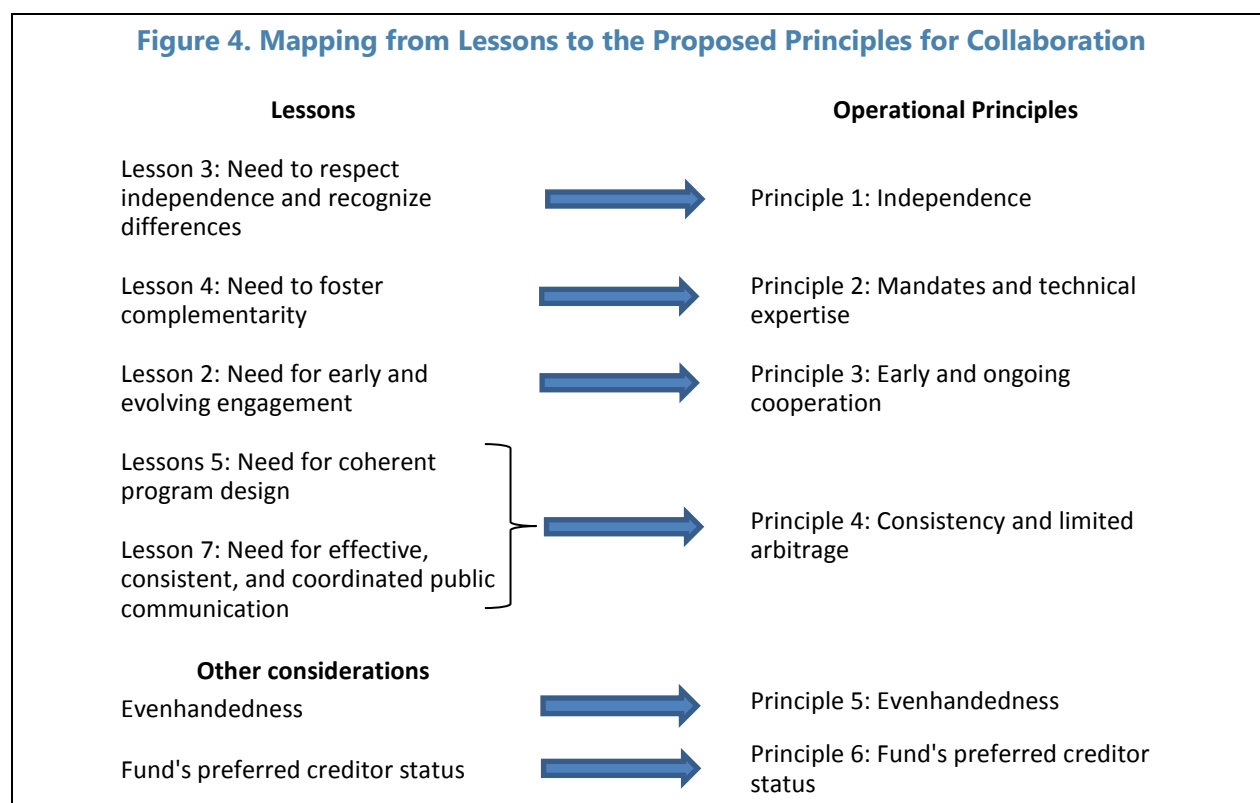 Figure 4. Mapping from Lessons to the Proposed Principles for Collaboration
Lessons
Operational Principles
Lesson 3: Need to respect
independence and recognize
differences
Principle 1: Independence
Lesson 4: Need to foster
complementarity
Principle 2: Mandates and technical
expertise
Lesson 2: Need for early and
evolving engagement
Principle 3: Early and ongoing
cooperation
Lessons 5: Need for coherent
program design
Lesson 7: Need for effective,
consistent, and coordinated public
communication
Principle 4: Consistency and limited
arbitrage
Other considerations
Evenhandedness
Principle 5: Evenhandedness
Fund's preferred creditor status
Principle 6: Fund's preferred creditor
status